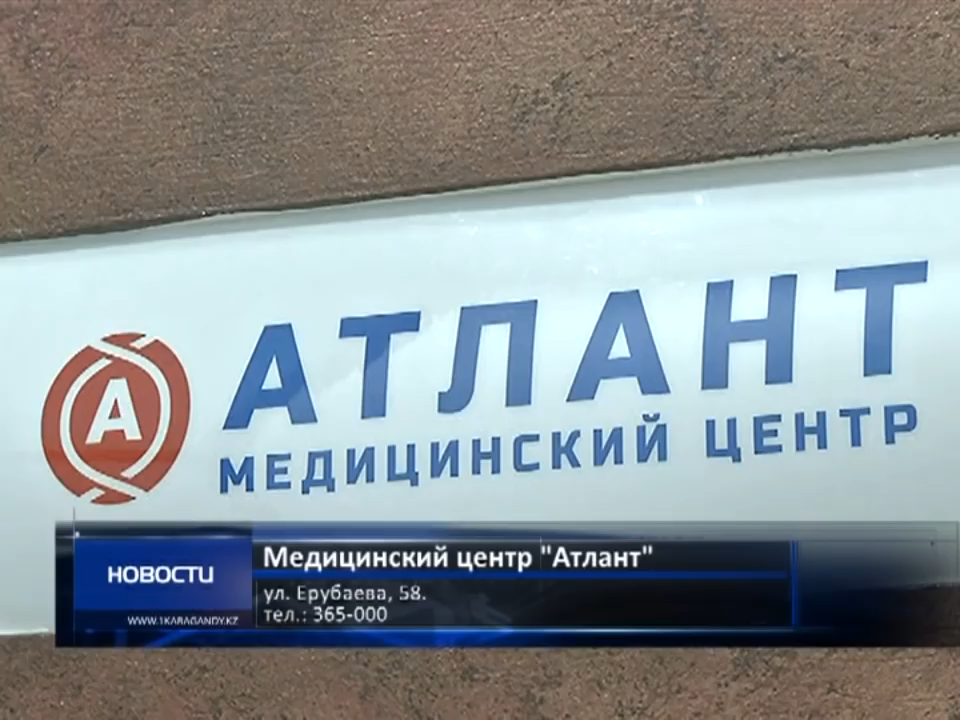 А
АТЛАНТ
МЕДИЦИНСКИЙ ЦЕНТР
НОВОСТИ
WWW.1KARAGANDY.KZ
Медицинский центр "Атлант"
ул. Ерубаева, 58.
тел.: 365-000